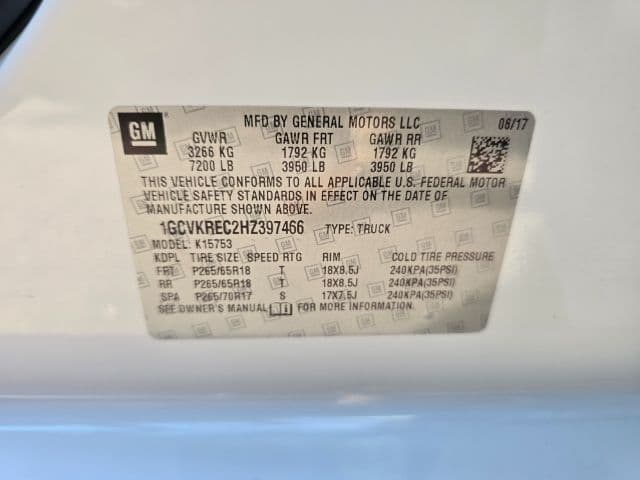 GM
MFD BY GENERAL MOTORS LLC 06/17
GVWR GAWR FRT GAWR RR
3266 KG 1792 KG 1792 KG
7200 LB 3950 LB 3950 LB
THIS VEHICLE CONFORMS TO ALL APPLICABLE U.S. FEDERAL MOTOR
VEHICLE SAFETY STANDARDS IN EFFECT ON THE DATE OF
MANUFACTURE SHOWN ABOVE.
1GCVKREC2HZ397466 TYPE: TRUCK
MODEL: K15753
KDPL TIRE SIZE SPEED RTG RIM COLD TIRE PRESSURE
FRT P265/65R18 T 18X8.5J 240KPA(35PSI)
RR P265/65R18 T 18X8.5J 240KPA(35PSI)
SPA P265/70R17 S 17X7.5J 240KPA(35PSI)
SEE OWNER'S MANUAL FOR MORE INFORMATION.